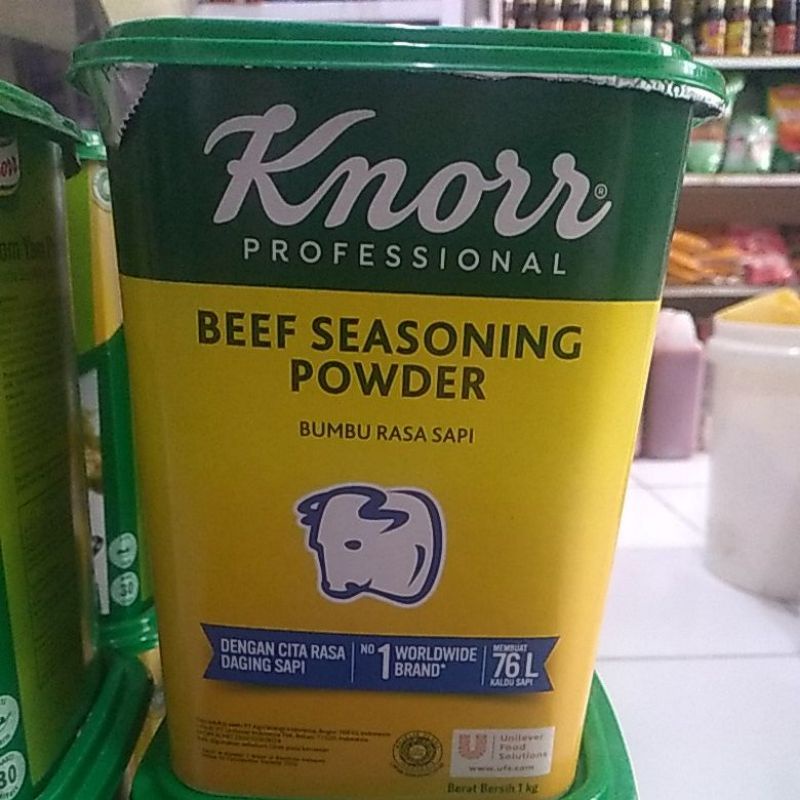 Knorr®
PROFESSIONAL
BEEF SEASONING
POWDER
BUMBU RASA SAPI
DENGAN CITA RASA
DAGING SAPI
NO 1 WORLDWIDE
BRAND*
MEMBUAT
76 L
KALDU SAPI
Unilever
Food
Solutions
www.ufs.com
Berat Bersih 1 kg
30